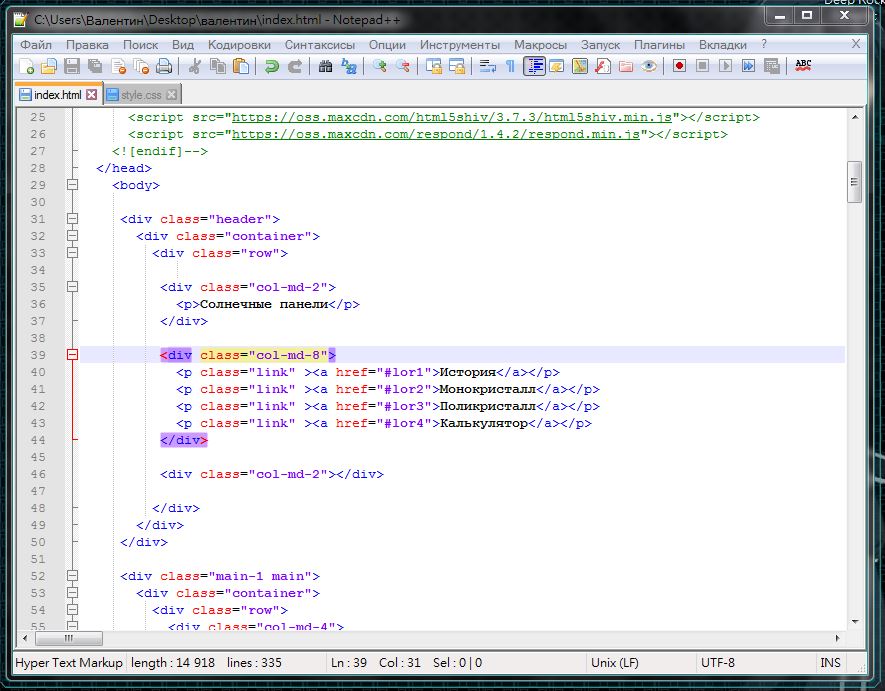 Deep Rock
C:\Users\Валентин\Desktop\валентин\index.html - Notepad++
Файл Правка Поиск Вид Кодировки Синтаксисы Опции Инструменты Макросы Запуск Плагины Вкладки ? X
ABC
index.html style.css
25 <script src="https://oss.maxcdn.com/html5shiv/3.7.3/html5shiv.min.js"></script>
26 <script src="https://oss.maxcdn.com/respond/1.4.2/respond.min.js"></script>
27 <![endif]-->
28 </head>
29 <body>
30
31 <div class="header">
32 <div class="container">
33 <div class="row">
34
35 <div class="col-md-2">
36 <p>Солнечные панели</p>
37 </div>
38
39 <div class="col-md-8">
40 <p class="link" ><a href="#lor1">История</a></p>
41 <p class="link" ><a href="#lor2">Монокристалл</a></p>
42 <p class="link" ><a href="#lor3">Поликристалл</a></p>
43 <p class="link" ><a href="#lor4">Калькулятор</a></p>
44 </div>
45
46 <div class="col-md-2"></div>
47
48 </div>
49 </div>
50 </div>
51
52 <div class="main-1 main">
53 <div class="container">
54 <div class="row">
55 <div class="col-md-4">
Hyper Text Markup length : 14 918 lines : 335 Ln : 39 Col : 31 Sel : 0 | 0 Unix (LF) UTF-8 INS